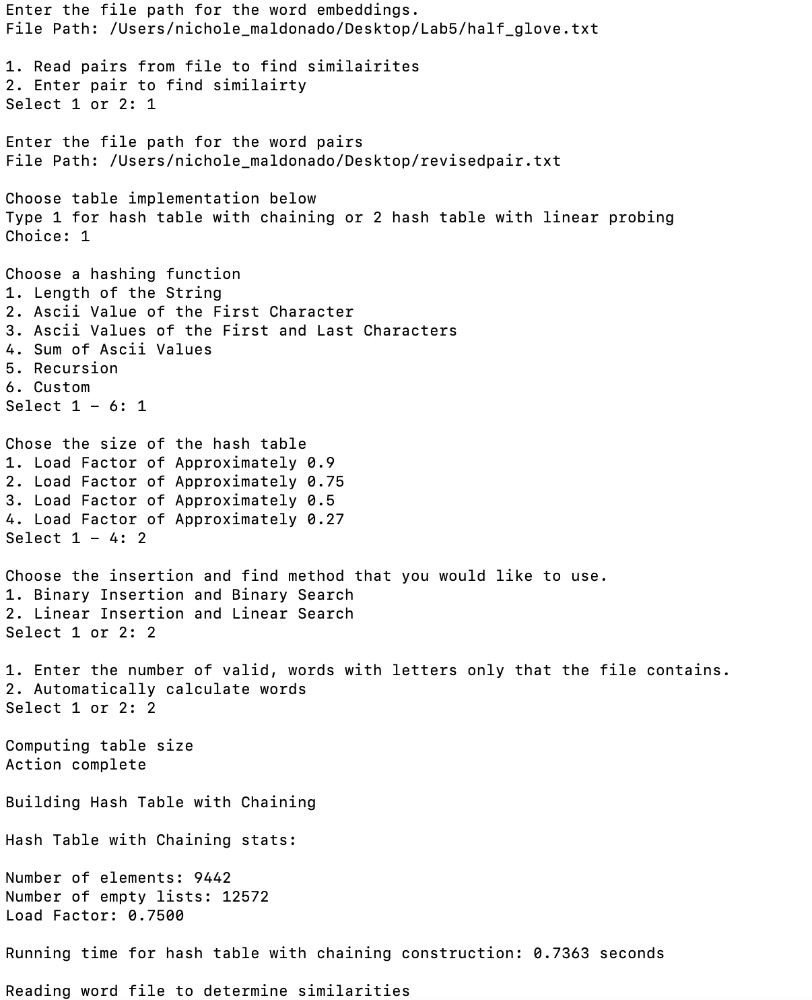 Enter the file path for the word embeddings.
File Path: /Users/nichole_maldonado/Desktop/Lab5/half_glove.txt
1. Read pairs from file to find similairites
2. Enter pair to find similairty
Select 1 or 2: 1
Enter the file path for the word pairs
File Path: /Users/nichole_maldonado/Desktop/revisedpair.txt
Choose table implementation below
Type 1 for hash table with chaining or 2 hash table with linear probing
Choice: 1
Choose a hashing function
1. Length of the String
2. Ascii Value of the First Character
3. Ascii Values of the First and Last Characters
4. Sum of Ascii Values
5. Recursion
6. Custom
Select 1 – 6: 1
Chose the size of the hash table
1. Load Factor of Approximately 0.9
2. Load Factor of Approximately 0.75
3. Load Factor of Approximately 0.5
4. Load Factor of Approximately 0.27
Select 1 – 4: 2
Choose the insertion and find method that you would like to use.
1. Binary Insertion and Binary Search
2. Linear Insertion and Linear Search
Select 1 or 2: 2
1. Enter the number of valid, words with letters only that the file contains.
2. Automatically calculate words
Select 1 or 2: 2
Computing table size
Action complete
Building Hash Table with Chaining
Hash Table with Chaining stats:
Number of elements: 9442
Number of empty lists: 12572
Load Factor: 0.7500
Running time for hash table with chaining construction: 0.7363 seconds
Reading word file to determine similarities